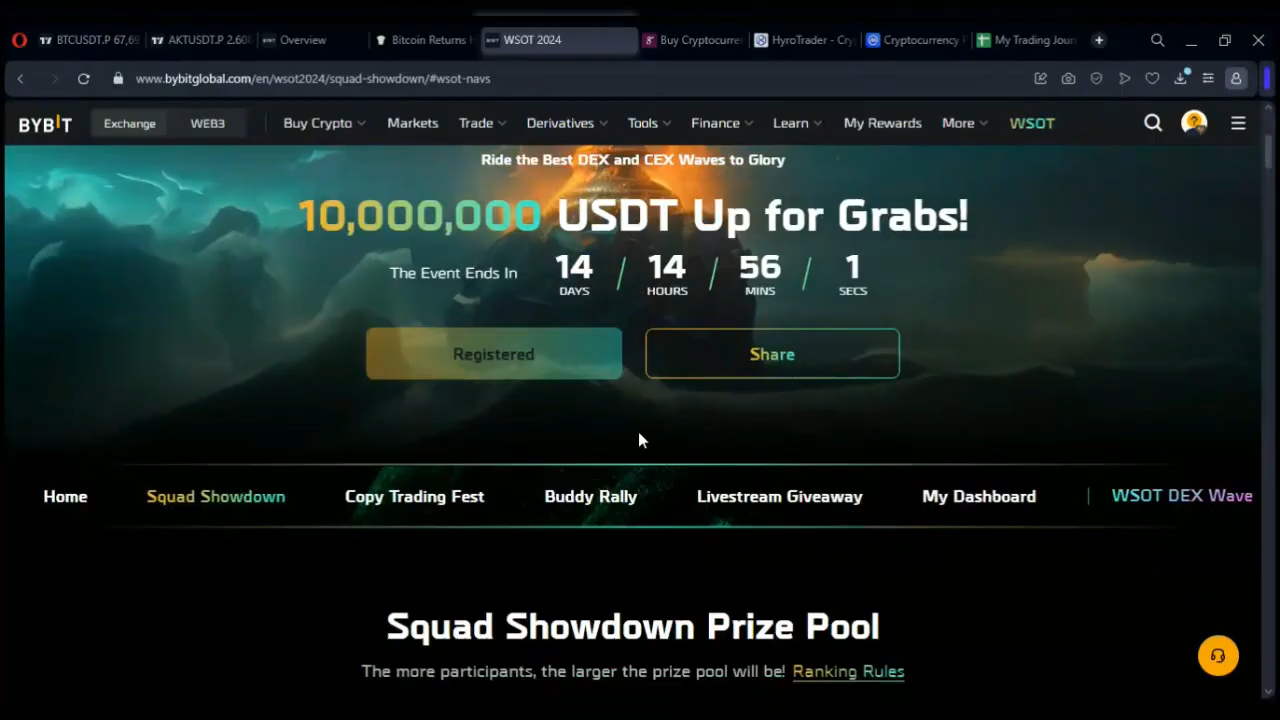 BTCUSDT.P 67,69
AKTUSDT.P 2.608
Overview
Bitcoin Returns
WSOT 2024
Buy Cryptocurre
HyroTrader - Cry
Cryptocurrency
My Trading Jour
www.bybitglobal.com/en/wsot2024/squad-showdown/#wsot-navs
BYBIT
Exchange
WEB3
Buy Crypto
Markets
Trade
Derivatives
Tools
Finance
Learn
My Rewards
More
WSOT
Ride the Best DEX and CEX Waves to Glory
10,000,000 USDT Up for Grabs!
The Event Ends In
14 / 14 / 56 / 1
DAYS HOURS MINS SECS
Registered
Share
Home
Squad Showdown
Copy Trading Fest
Buddy Rally
Livestream Giveaway
My Dashboard
WSOT DEX Wave
Squad Showdown Prize Pool
The more participants, the larger the prize pool will be! Ranking Rules